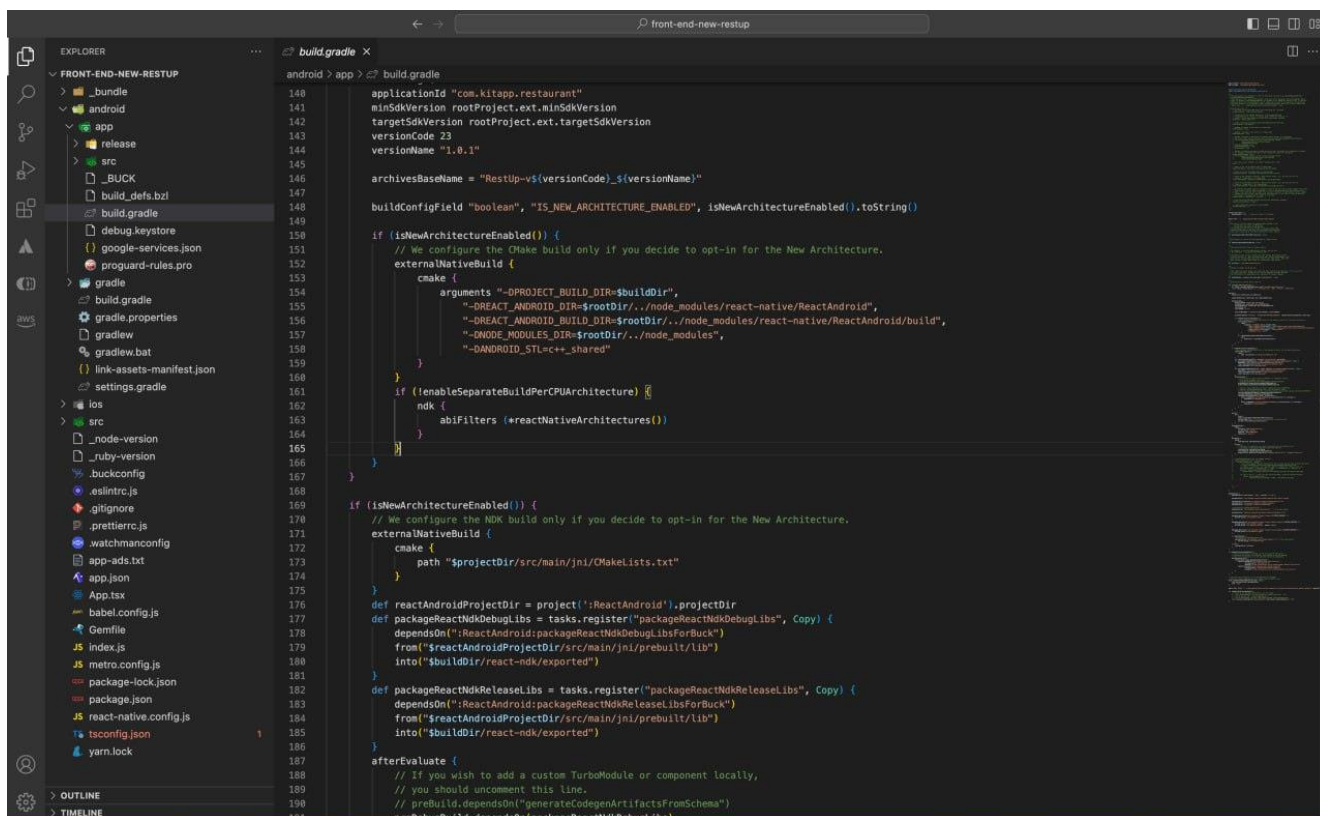 front-end-new-restup
EXPLORER
FRONT-END-NEW-RESTUP
_bundle
android
app
release
src
_BUCK
build_defs.bzl
build.gradle
debug.keystore
google-services.json
proguard-rules.pro
gradle
build.gradle
gradle.properties
gradlew
gradlew.bat
link-assets-manifest.json
settings.gradle
ios
src
_node-version
_ruby-version
.buckconfig
.eslintrc.js
.gitignore
.prettierrc.js
.watchmanconfig
app-ads.txt
app.json
App.tsx
babel.config.js
Gemfile
JS index.js
JS metro.config.js
package-lock.json
package.json
JS react-native.config.js
TS tsconfig.json 1
yarn.lock
OUTLINE
TIMELINE
aws
build.gradle ×
android > app > build.gradle
140 applicationId "com.kitapp.restaurant"
141 minSdkVersion rootProject.ext.minSdkVersion
142 targetSdkVersion rootProject.ext.targetSdkVersion
143 versionCode 23
144 versionName "1.0.1"
145
146 archivesBaseName = "RestUp-v${versionCode}_${versionName}"
147
148 buildConfigField "boolean", "IS_NEW_ARCHITECTURE_ENABLED", isNewArchitectureEnabled().toString()
149
150 if (isNewArchitectureEnabled()) {
151 // We configure the CMake build only if you decide to opt-in for the New Architecture.
152 externalNativeBuild {
153 cmake {
154 arguments "-DPROJECT_BUILD_DIR=$buildDir",
155 "-DREACT_ANDROID_DIR=$rootDir/../node_modules/react-native/ReactAndroid",
156 "-DREACT_ANDROID_BUILD_DIR=$rootDir/../node_modules/react-native/ReactAndroid/build",
157 "-DNODE_MODULES_DIR=$rootDir/../node_modules",
158 "-DANDROID_STL=c++_shared"
159 }
160 }
161 if (!enableSeparateBuildPerCPUArchitecture) {
162 ndk {
163 abiFilters (*reactNativeArchitectures())
164 }
165 }
166 }
167 }
168
169 if (isNewArchitectureEnabled()) {
170 // We configure the NDK build only if you decide to opt-in for the New Architecture.
171 externalNativeBuild {
172 cmake {
173 path "$projectDir/src/main/jni/CMakeLists.txt"
174 }
175 }
176 def reactAndroidProjectDir = project(':ReactAndroid').projectDir
177 def packageReactNdkDebugLibs = tasks.register("packageReactNdkDebugLibs", Copy) {
178 dependsOn(":ReactAndroid:packageReactNdkDebugLibsForBuck")
179 from("$reactAndroidProjectDir/src/main/jni/prebuilt/lib")
180 into("$buildDir/react-ndk/exported")
181 }
182 def packageReactNdkReleaseLibs = tasks.register("packageReactNdkReleaseLibs", Copy) {
183 dependsOn(":ReactAndroid:packageReactNdkReleaseLibsForBuck")
184 from("$reactAndroidProjectDir/src/main/jni/prebuilt/lib")
185 into("$buildDir/react-ndk/exported")
186 }
187 afterEvaluate {
188 // If you wish to add a custom TurboModule or component locally,
189 // you should uncomment this line.
190 // preBuild.dependsOn("generateCodegenArtifactsFromSchema")